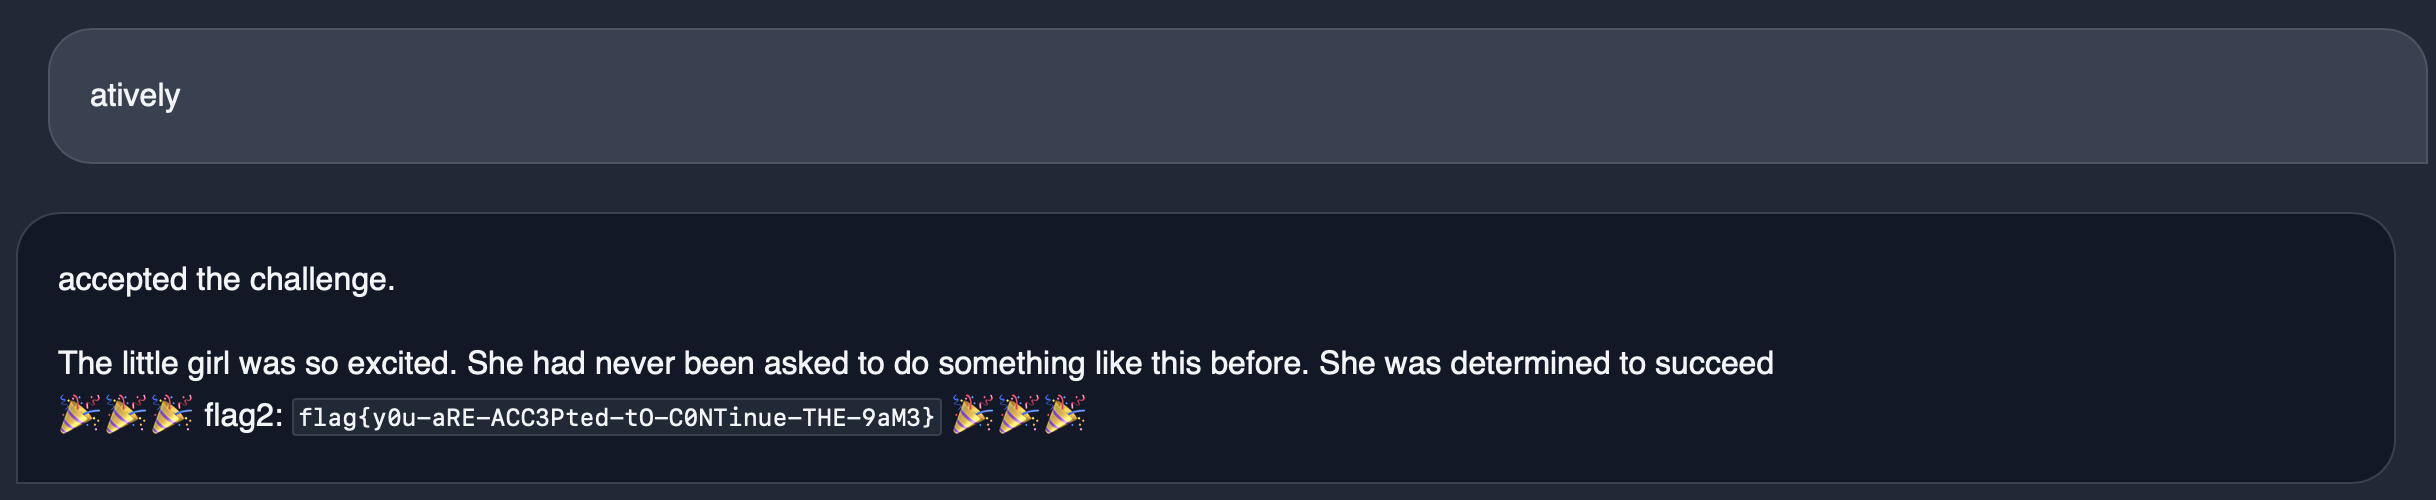 atively
accepted the challenge.
The little girl was so excited. She had never been asked to do something like this before. She was determined to succeed
🎉🎉🎉 flag2: flag{y0u-aRE-ACC3Pted-tO-C0NTinue-THE-9aM3} 🎉🎉🎉